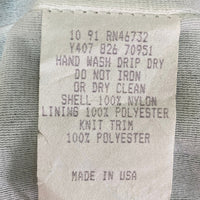 10 91 RN46732
Y407 826 70951
HAND WASH DRIP DRY
DO NOT IRON
OR DRY CLEAN
SHELL 100% NYLON
LINING 100% POLYESTER
KNIT TRIM
100% POLYESTER
MADE IN USA